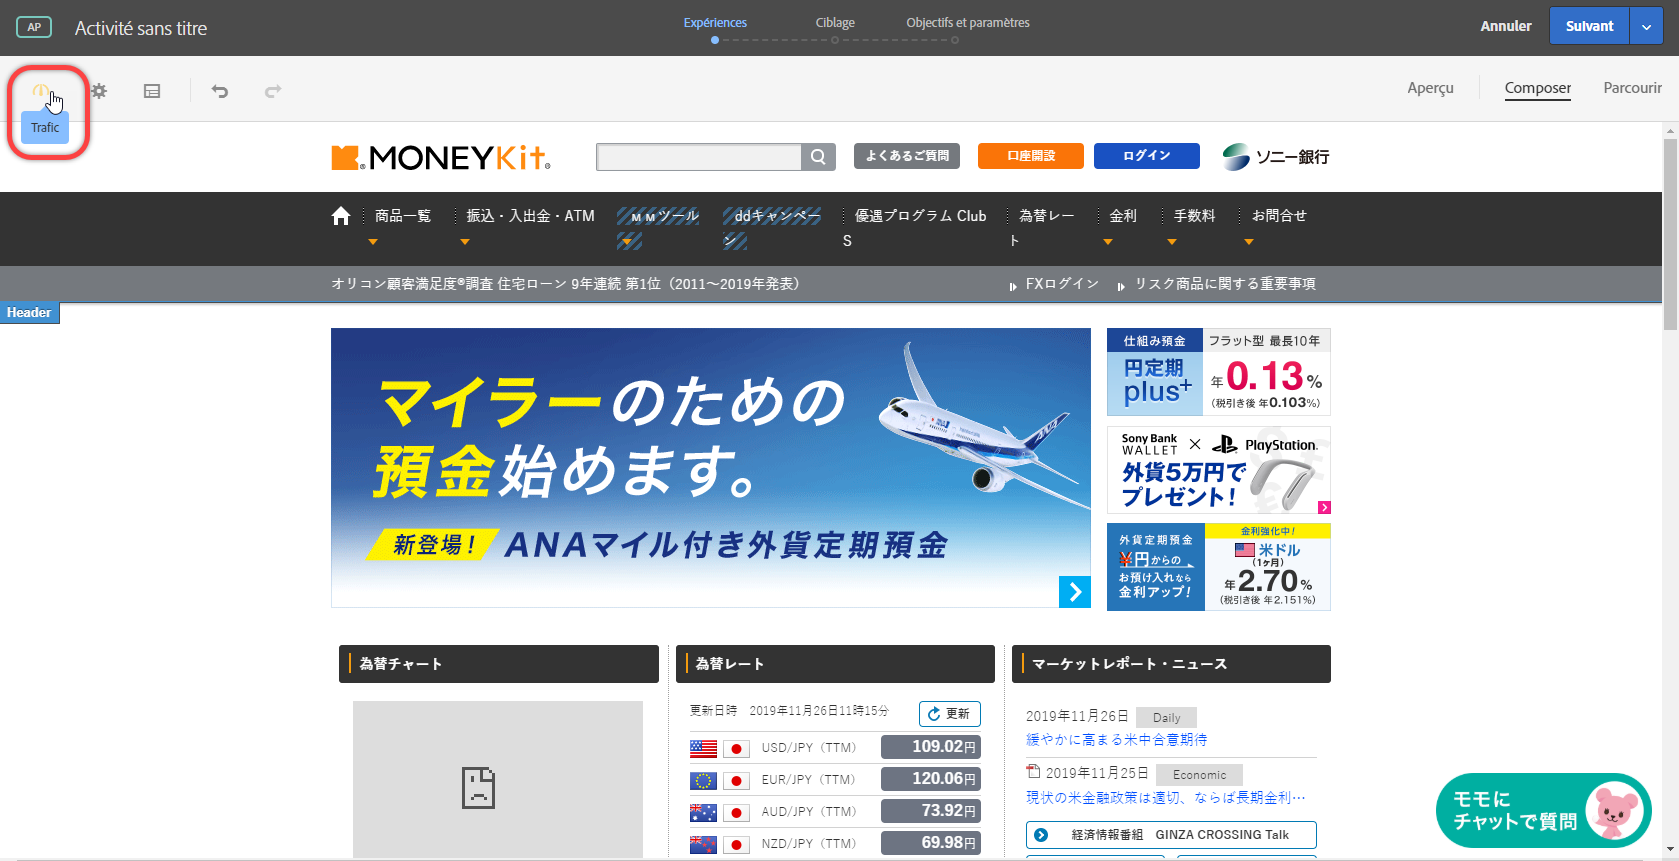 AP
Activité sans titre
Expériences
Ciblage
Objectifs et paramètres
Annuler
Suivant
Trafic
Aperçu
Composer
Parcourir
MONEYKit
よくあるご質問
口座開設
ログイン
ソニー銀行
商品一覧
振込・入出金・ATM
MMツール
ddキャンペーン
優遇プログラム Club
S
為替レー
ト
金利
手数料
お問合せ
オリコン顧客満足度®調査 住宅ローン 9年連続 第1位（2011〜2019年発表）
FXログイン
リスク商品に関する重要事項
Header
マイラーのための
預金始めます。
新登場！
ANAマイル付き外貨定期預金
仕組み預金
フラット型 最長10年
円定期
plus+
年0.13%
（税引き後 年0.103%）
Sony Bank
WALLET
×
PlayStation.
外貨5万円で
プレゼント！
外貨定期預金
¥円からの
お預け入れなら
金利アップ！
金利強化中！
米ドル
（1ヶ月）
年2.70%
（税引き後 年2.151%）
為替チャート
為替レート
更新日時　2019年11月26日11時15分
更新
USD/JPY（TTM）
109.02円
EUR/JPY（TTM）
120.06円
AUD/JPY（TTM）
73.92円
NZD/JPY（TTM）
69.98円
マーケットレポート・ニュース
2019年11月26日
Daily
緩やかに高まる米中合意期待
2019年11月25日
Economic
現状の米金融政策は適切、ならば長期金利…
経済情報番組　GINZA CROSSING Talk
モモに
チャットで質問